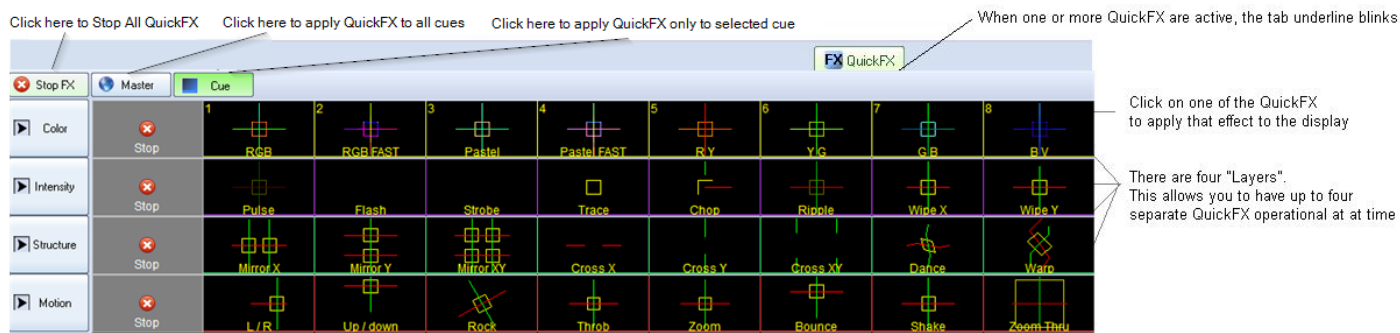 Click here to Stop All QuickFX
Click here to apply QuickFX to all cues
Click here to apply QuickFX only to selected cue
When one or more QuickFX are active, the tab underline blinks
FX QuickFX
Stop FX
Master
Cue
Color
Stop
1
RGB
2
RGB FAST
3
Pastel
4
Pastel FAST
5
R Y
6
Y G
7
G B
8
B V
Click on one of the QuickFX
to apply that effect to the display
Intensity
Stop
Pulse
Flash
Strobe
Trace
Chop
Ripple
Wipe X
Wipe Y
There are four "Layers".
This allows you to have up to four
separate QuickFX operational at at time
Structure
Stop
Mirror X
Mirror Y
Mirror XY
Cross X
Cross Y
Cross XY
Dance
Warp
Motion
Stop
L / R
Up / down
Rock
Throb
Zoom
Bounce
Shake
Zoom Thru